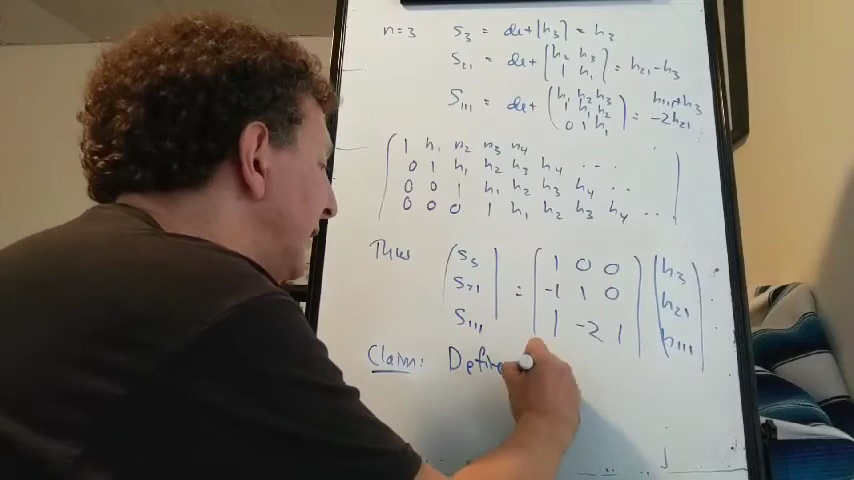 n=3 S₃ = det |h₃| = h₃
S₂₁ = det (h₂ h₃ 1 h₁) = h₂₁-h₃
S₁₁₁ = det (h₁ h₂ h₃ 1 h₁ h₂ 0 1 h₁) = h₁₁₁+h₃ -2h₂₁
1 h₁ h₂ h₃ h₄
0 1 h₁ h₂ h₃ h₄ ...
0 0 1 h₁ h₂ h₃ h₄ ..
0 0 0 1 h₁ h₂ h₃ h₄ ...
Thus (S₃ S₂₁ S₁₁₁) = (1 0 0 -1 1 0 1 -2 1) (h₃ h₂₁ h₁₁₁)
Claim: Define